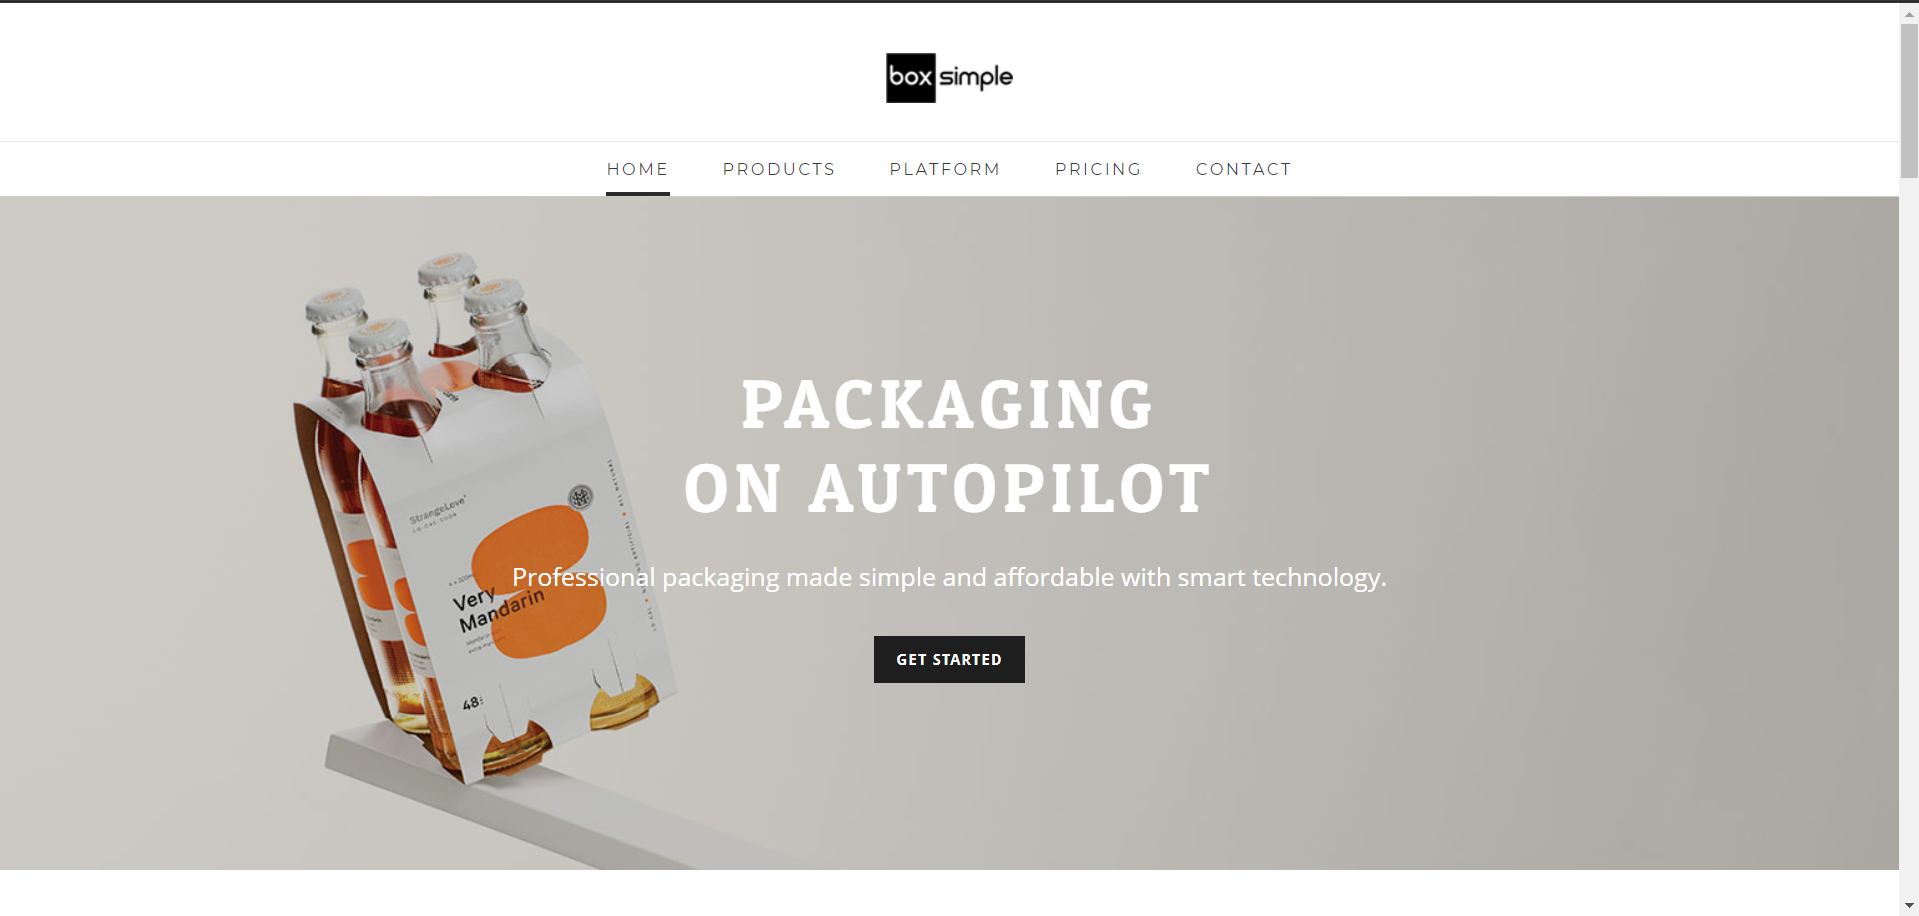 box simple
HOME PRODUCTS PLATFORM PRICING CONTACT
PACKAGING
ON AUTOPILOT
Professional packaging made simple and affordable with smart technology.
GET STARTED
StrangeLove
LO-CAL SODA
Very
Mandarin
48